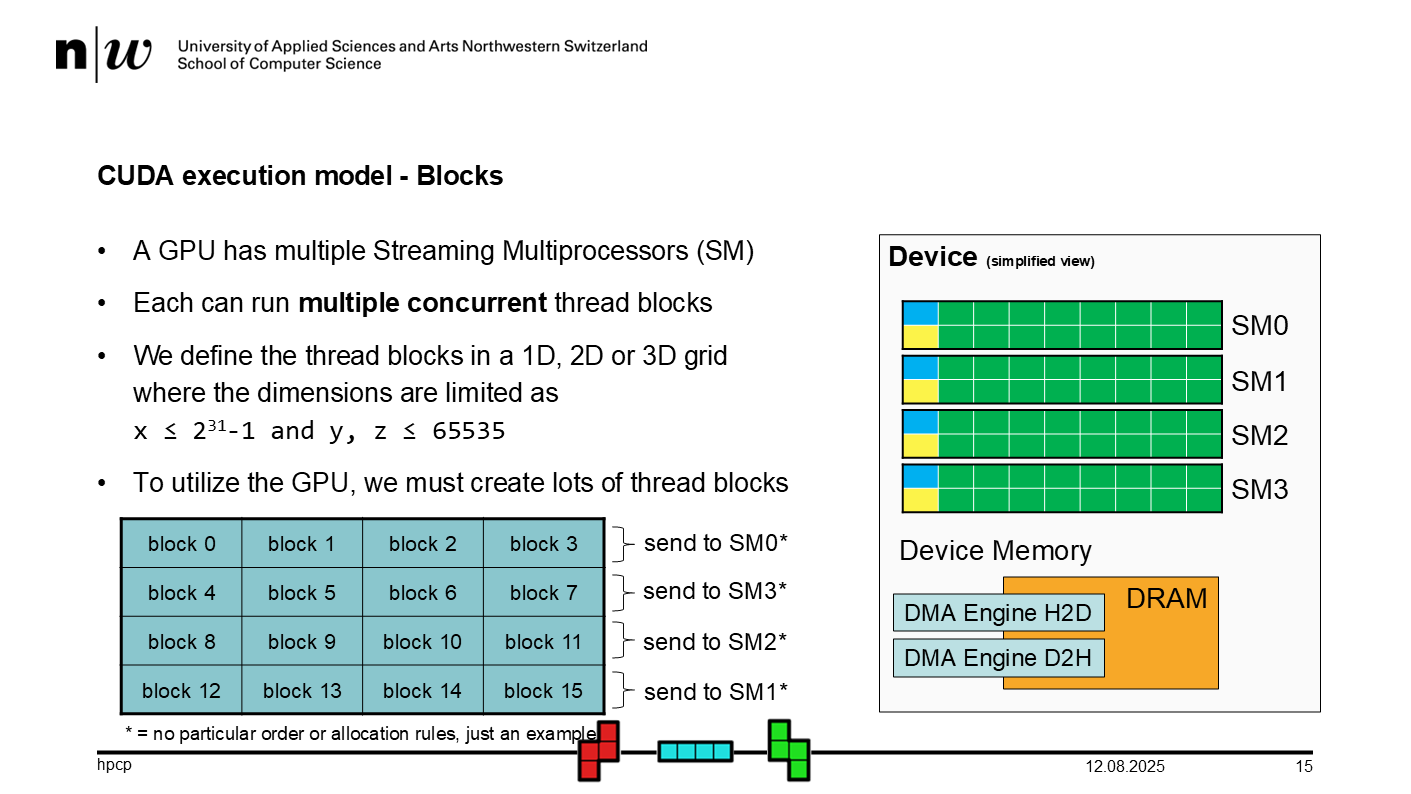 n|w University of Applied Sciences and Arts Northwestern Switzerland
School of Computer Science
CUDA execution model - Blocks
• A GPU has multiple Streaming Multiprocessors (SM)
• Each can run multiple concurrent thread blocks
• We define the thread blocks in a 1D, 2D or 3D grid
where the dimensions are limited as
x ≤ 2³¹-1 and y, z ≤ 65535
• To utilize the GPU, we must create lots of thread blocks
block 0 block 1 block 2 block 3 send to SM0*
block 4 block 5 block 6 block 7 send to SM3*
block 8 block 9 block 10 block 11 send to SM2*
block 12 block 13 block 14 block 15 send to SM1*
* = no particular order or allocation rules, just an example
Device (simplified view)
SM0
SM1
SM2
SM3
Device Memory
DRAM
DMA Engine H2D
DMA Engine D2H
hpcp 12.08.2025 15